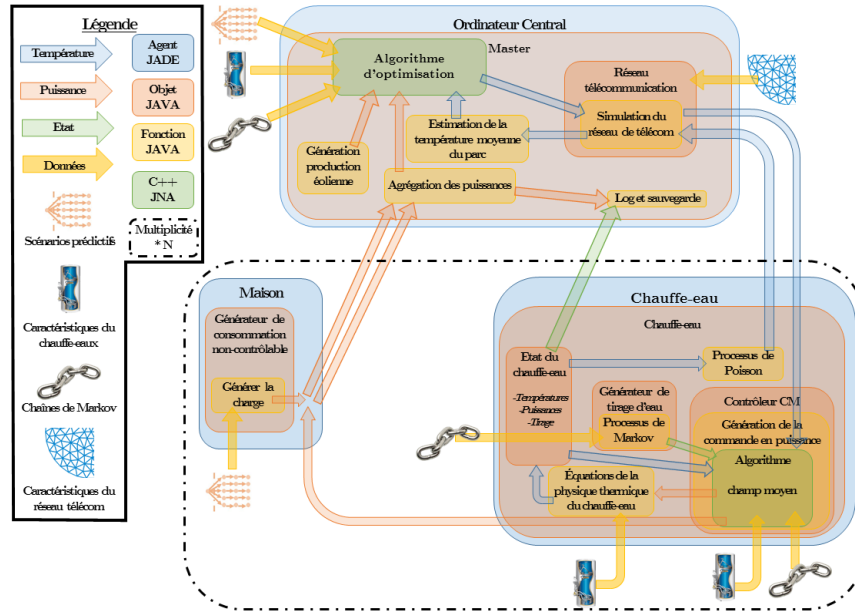 Légende
Température
Puissance
Etat
Données
Agent
JADE
Objet
JAVA
Fonction
JAVA
C++
JNA
Multiplicité
* N
Scénarios prédictifs
Caractéristiques du
chauffe-eaux
Chaînes de Markov
Caractéristiques du
réseau télécom
Ordinateur Central
Master
Algorithme
d'optimisation
Réseau
télécommunication
Simulation du
réseau de télécom
Estimation de la
température moyenne
du parc
Génération
production
éolienne
Agrégation des puissances
Log et sauvegarde
Maison
Générateur de
consommation
non-contrôlable
Générer la
charge
Chauffe-eau
Chauffe-eau
Etat du
chauffe-eau
-Températures
-Puissances
-Tirage
Processus de
Poisson
Générateur de
tirage d'eau
Processus de
Markov
Contrôleur CM
Génération de la
commande en puissance
Algorithme
champ moyen
Équations de la
physique thermique
du chauffe-eau